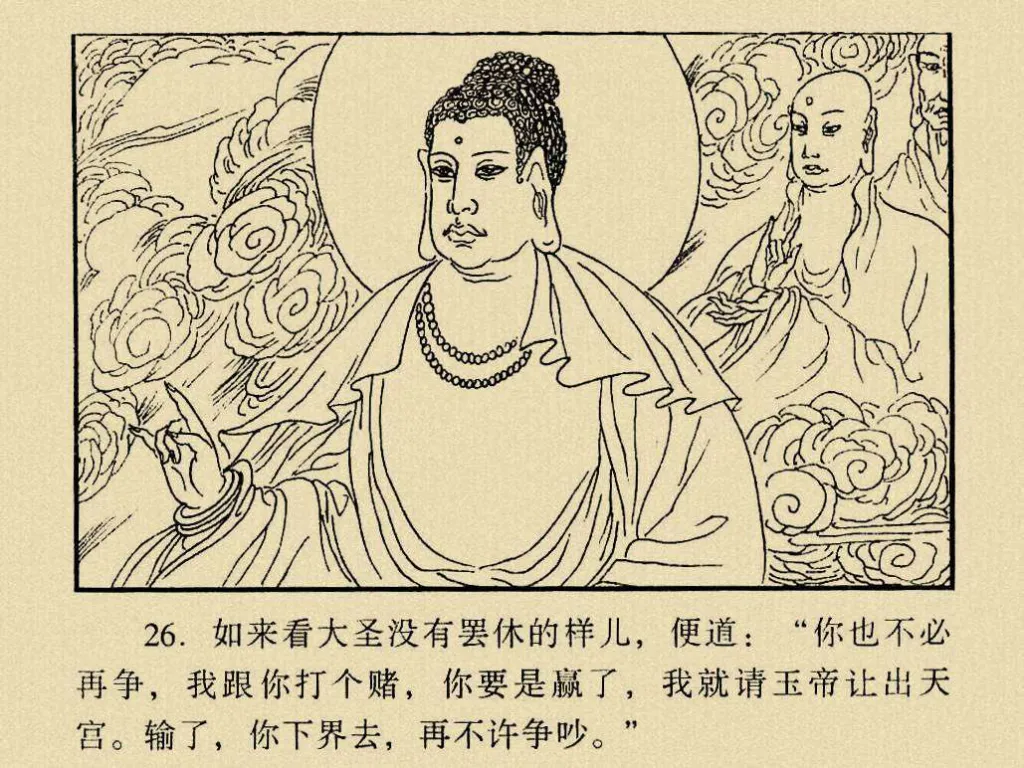 26. 如来看大圣没有罢休的样儿，便道：“你也不必
再争，我跟你打个赌，你要是赢了，我就请玉帝让出天
宫。输了，你下界去，再不许争吵。”